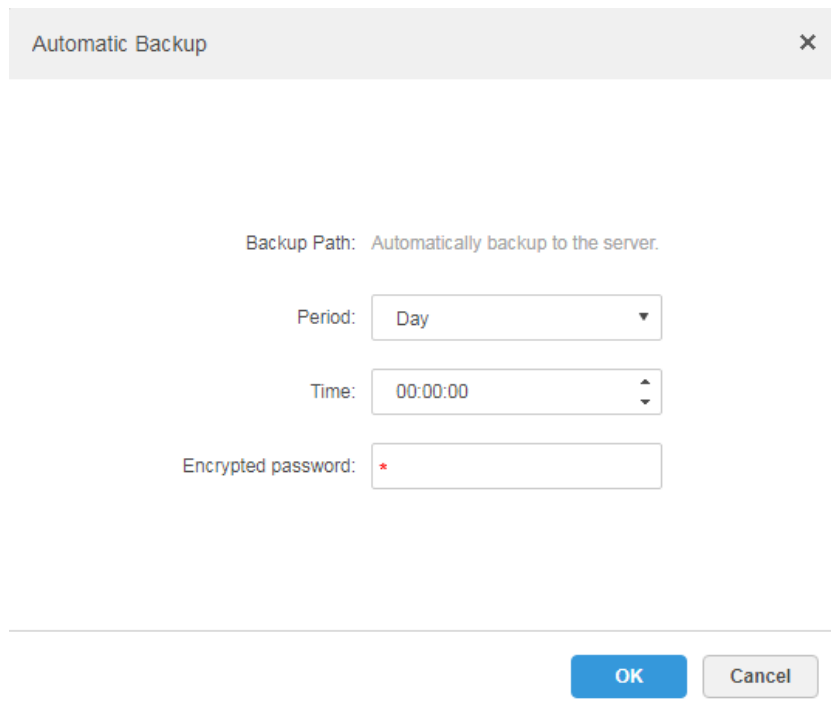 Automatic Backup
Backup Path: Automatically backup to the server.
Period: Day
Time: 00:00:00
Encrypted password: *
OK Cancel